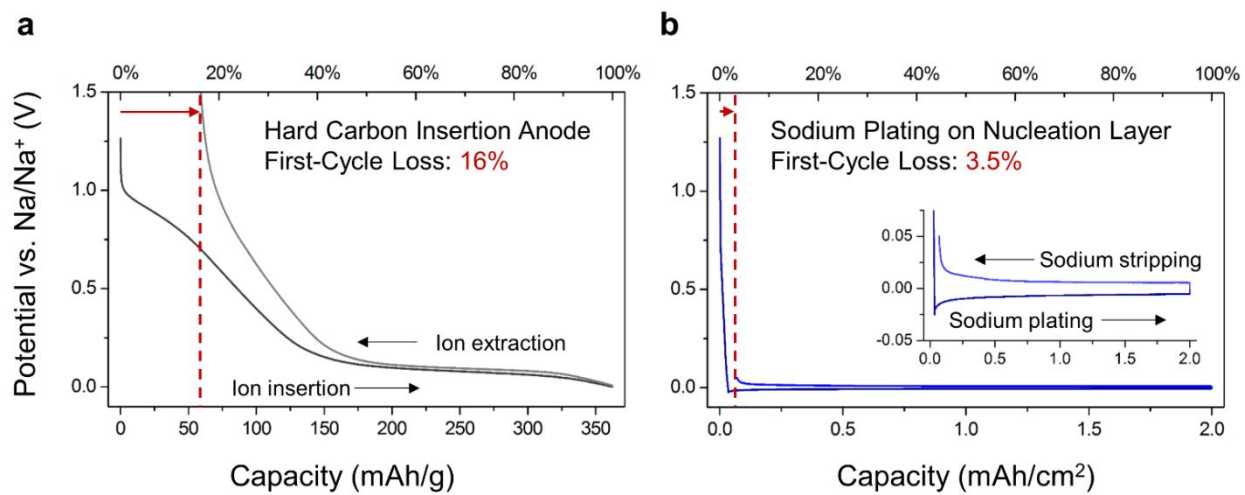 a
0% 20% 40% 60% 80% 100%
1.5
1.0
0.5
0.0
Potential vs. Na/Na⁺ (V)
Hard Carbon Insertion Anode
First-Cycle Loss: 16%
Ion extraction
Ion insertion
0 50 100 150 200 250 300 350
Capacity (mAh/g)
b
0% 20% 40% 60% 80% 100%
1.5
1.0
0.5
0.0
Sodium Plating on Nucleation Layer
First-Cycle Loss: 3.5%
0.05
0.00
-0.05
Sodium stripping
Sodium plating
0.0 0.5 1.0 1.5 2.0
0.0 0.5 1.0 1.5 2.0
Capacity (mAh/cm²)